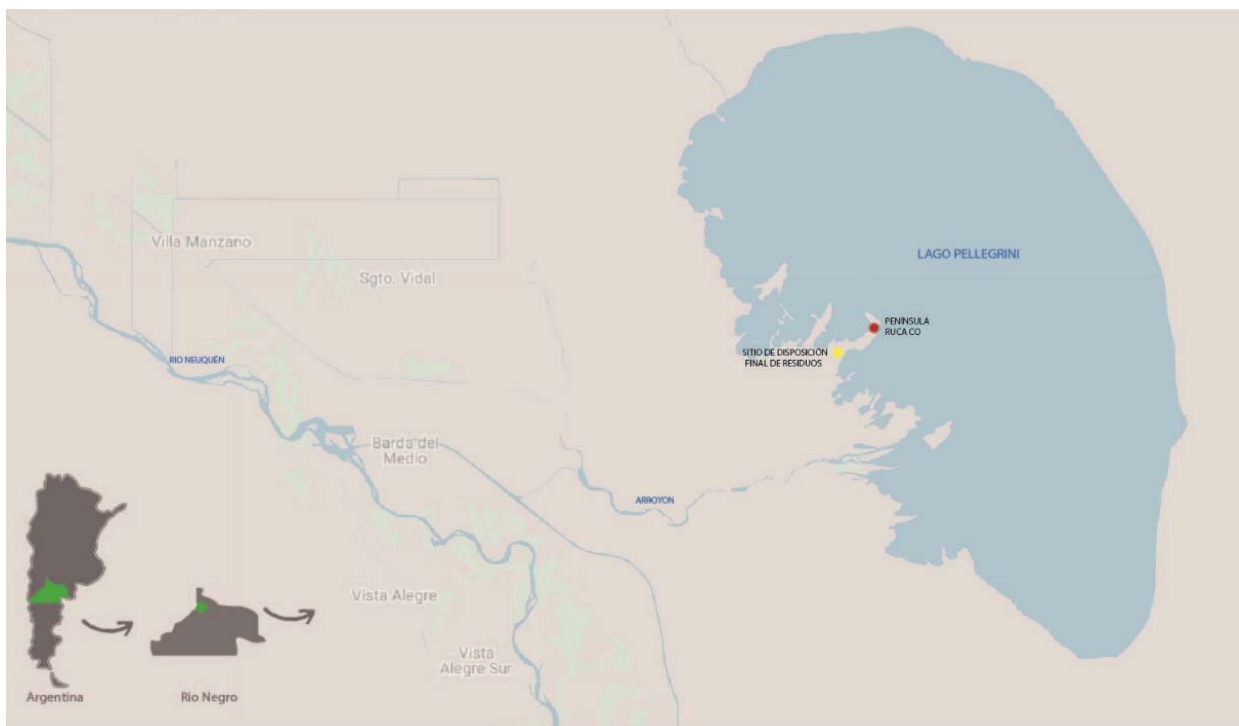 LAGO PELLEGRINI
Villa Manzano
Sgto. Vidal
PENÍNSULA
RUCA CO
SITIO DE DISPOSICIÓN
FINAL DE RESIDUOS
RIO NEUQUÉN
Barda del
Medio
ARROYON
Vista Alegre
Vista
Alegre Sur
Argentina
Rio Negro